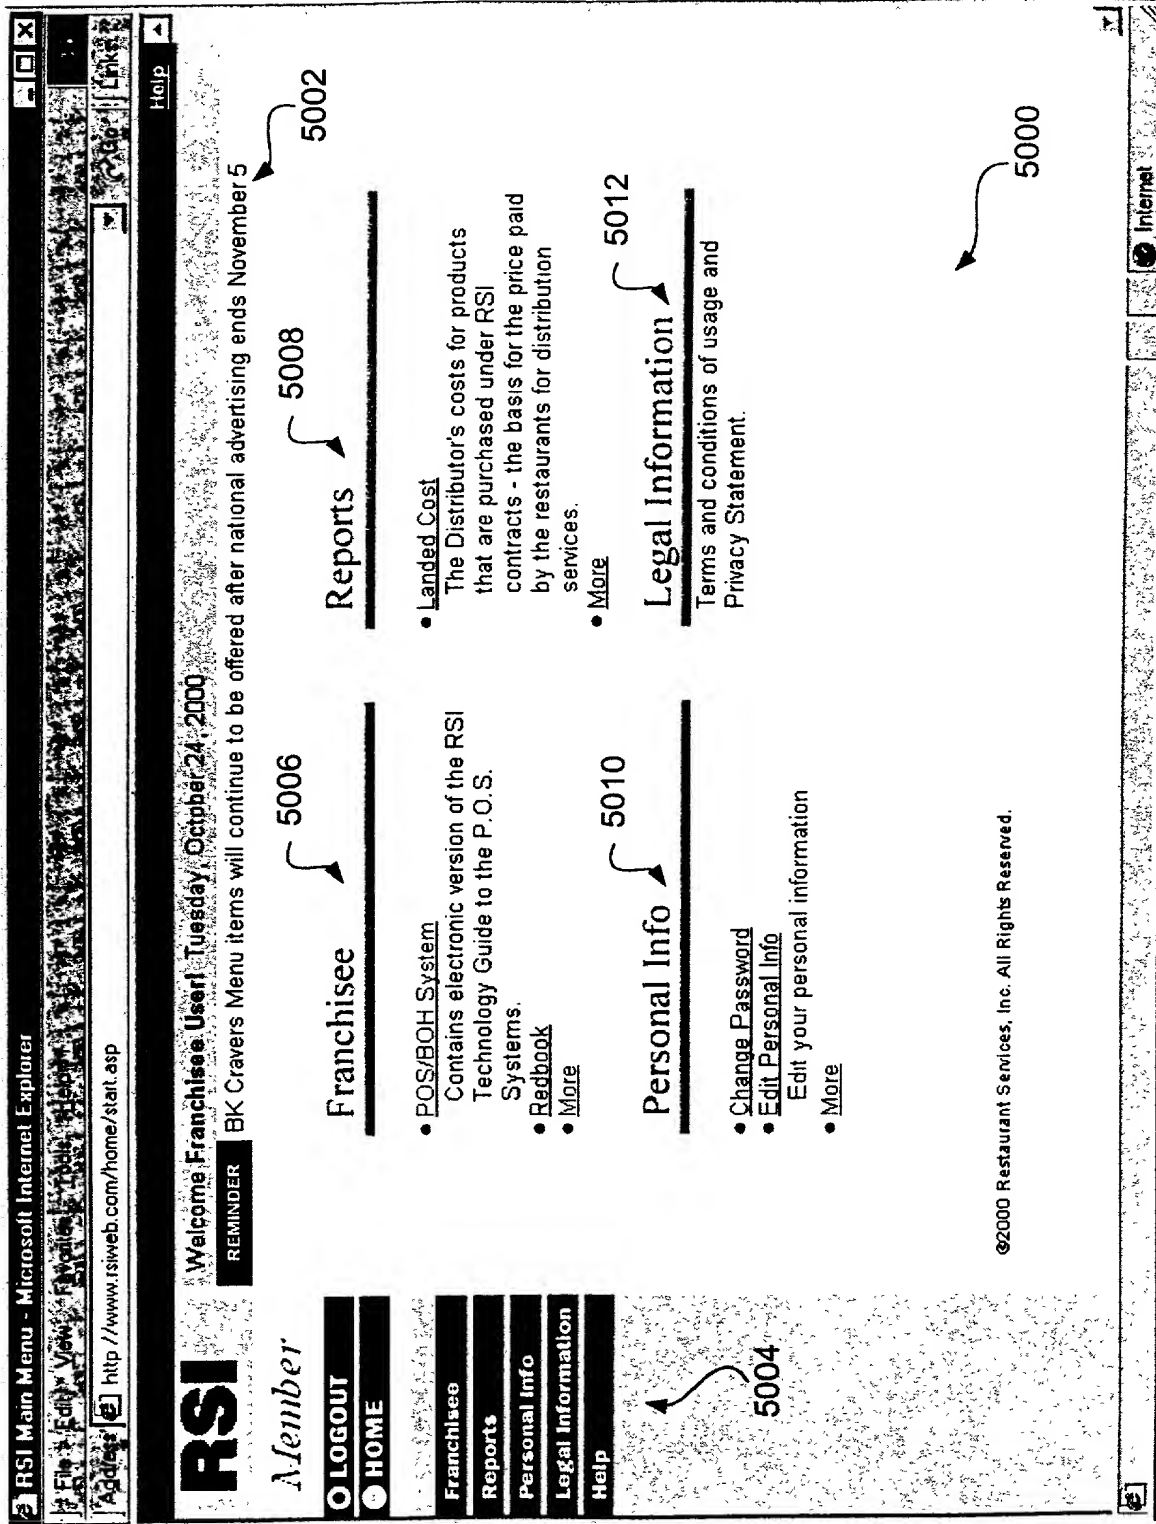 RSI Main Menu - Microsoft Internet Explorer
File Edit View Favorites Tools Help
Address http://www.rsiweb.com/home/start.asp Go Links
Help
RSI
Welcome Franchisee User! Tuesday, October 24, 2000
REMINDER BK Cravers Menu items will continue to be offered after national advertising ends November 5
5002
Member
LOGOUT
HOME
Franchisee
Reports
Personal Info
Legal Information
Help
5004
Franchisee
5006
• POS/BOH System
Contains electronic version of the RSI
Technology Guide to the P.O.S.
Systems.
• Redbook
• More
Reports
5008
• Landed Cost
The Distributor's costs for products
that are purchased under RSI
contracts - the basis for the price paid
by the restaurants for distribution
services.
• More
Personal Info
5010
• Change Password
• Edit Personal Info
Edit your personal information
• More
Legal Information
5012
Terms and conditions of usage and
Privacy Statement.
5000
©2000 Restaurant Services, Inc. All Rights Reserved.
Internet